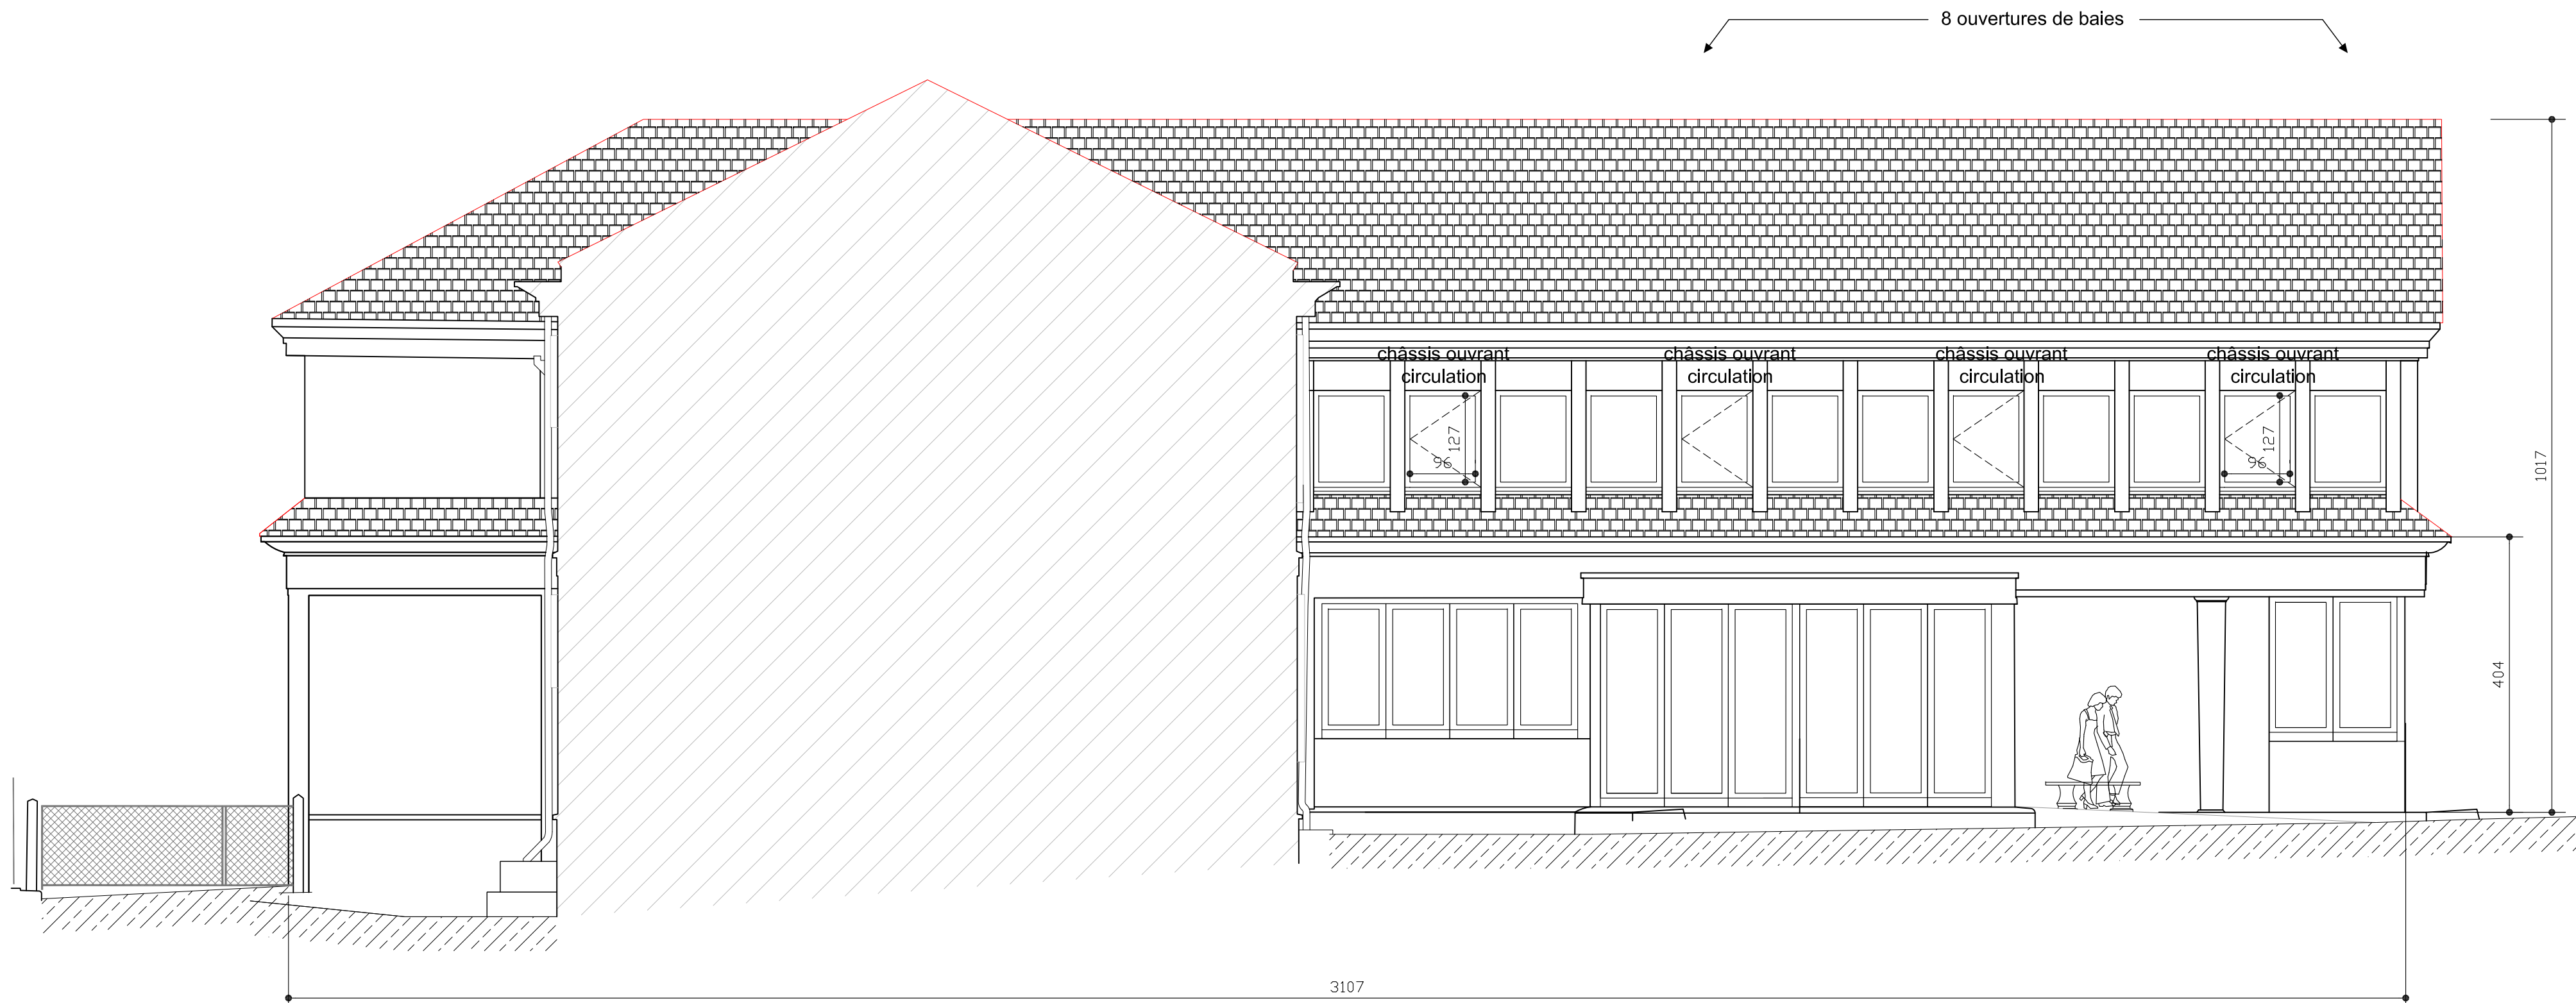 8 ouvertures de baies
châssis ouvrant
circulation
châssis ouvrant
circulation
châssis ouvrant
circulation
châssis ouvrant
circulation
127
96
127
96
1017
404
3107